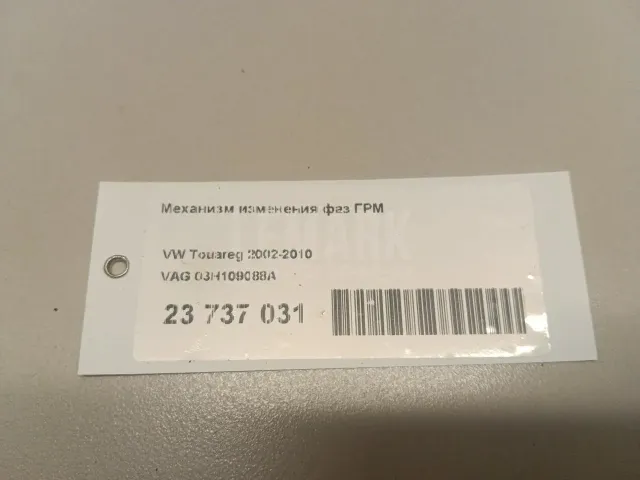 Механизм изменения фаз ГРМ
VW Touareg 2002-2010
VAG 03H109088A
23 737 031